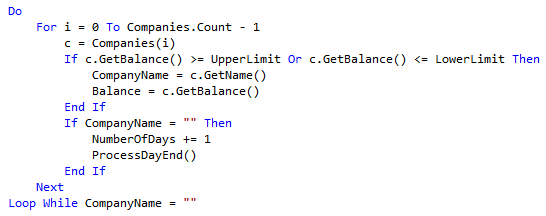 Do
    For i = 0 To Companies.Count - 1
        c = Companies(i)
        If c.GetBalance() >= UpperLimit Or c.GetBalance() <= LowerLimit Then
            CompanyName = c.GetName()
            Balance = c.GetBalance()
        End If
        If CompanyName = "" Then
            NumberOfDays += 1
            ProcessDayEnd()
        End If
    Next
Loop While CompanyName = ""